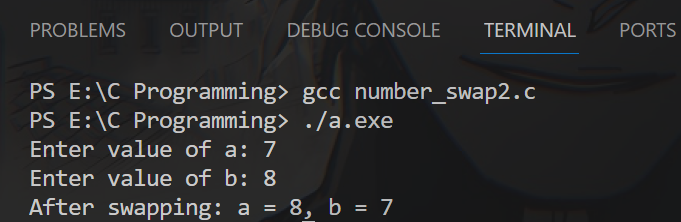 PROBLEMS OUTPUT DEBUG CONSOLE TERMINAL PORTS
PS E:\C Programming> gcc number_swap2.c
PS E:\C Programming> ./a.exe
Enter value of a: 7
Enter value of b: 8
After swapping: a = 8, b = 7